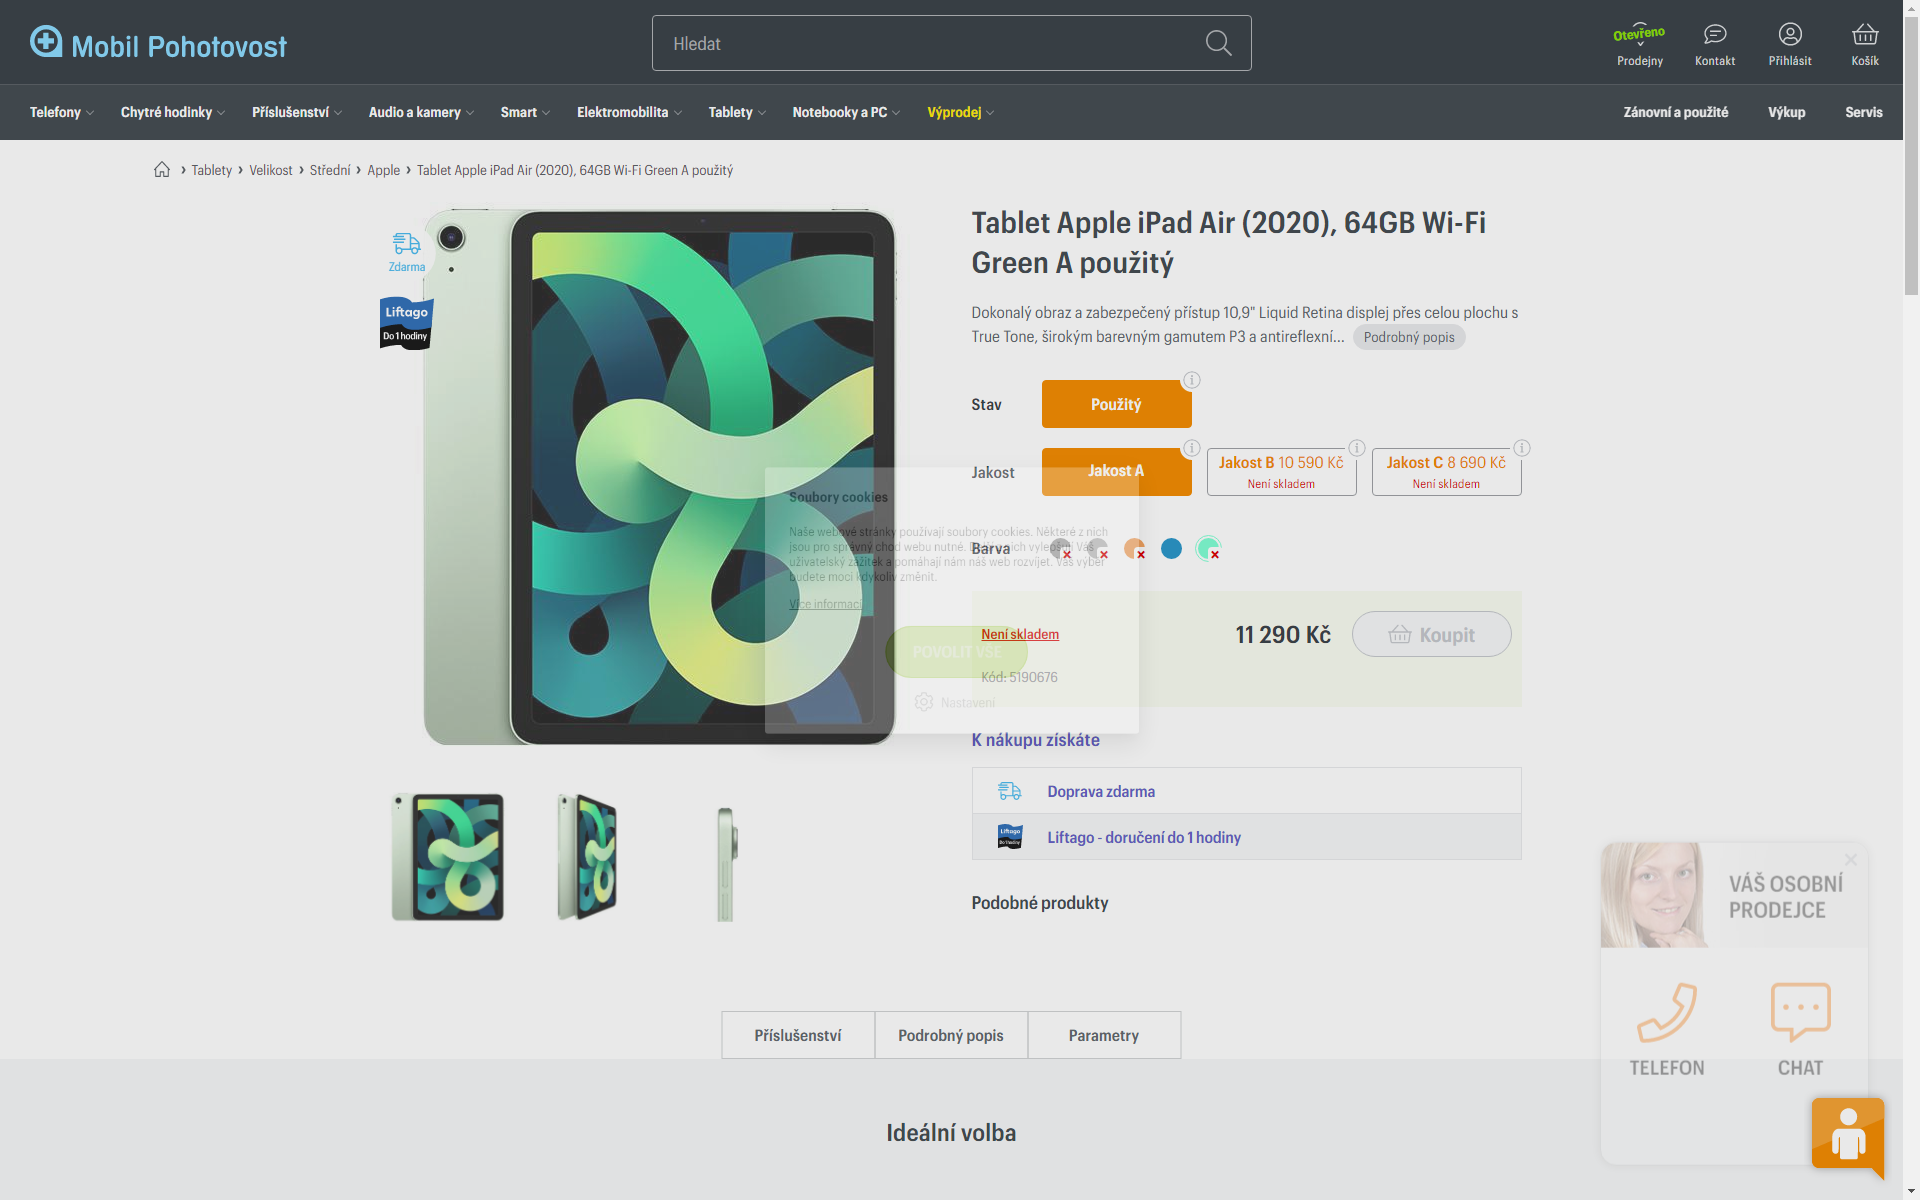 Mobil Pohotovost
Hledat
Otevřeno
Prodejny
Kontakt
Přihlásit
Košík
Telefony
Chytré hodinky
Příslušenství
Audio a kamery
Smart
Elektromobilita
Tablety
Notebooky a PC
Výprodej
Zánovní a použité
Výkup
Servis
Tablety › Velikost › Střední › Apple › Tablet Apple iPad Air (2020), 64GB Wi-Fi Green A použitý
Zdarma
Liftago
Do 1 hodiny
Tablet Apple iPad Air (2020), 64GB Wi-Fi
Green A použitý
Dokonalý obraz a zabezpečený přístup 10,9" Liquid Retina displej přes celou plochu s
True Tone, širokým barevným gamutem P3 a antireflexní... Podrobný popis
Stav
Použitý
Jakost
Jakost A
Jakost B 10 590 Kč
Není skladem
Jakost C 8 690 Kč
Není skladem
Barva
Soubory cookies
Naše webové stránky používají soubory cookies. Některé z nich
jsou pro správný chod webu nutné. Další z nich vylepšují Váš
uživatelský zážitek a pomáhají nám náš web rozvíjet. Váš výběr
budete moci kdykoliv změnit.
Více informací
POVOLIT VŠE
Nastavení
Není skladem
11 290 Kč
Koupit
Kód: 5190676
K nákupu získáte
Doprava zdarma
Liftago
Do 1 hodiny
Liftago - doručení do 1 hodiny
Podobné produkty
VÁŠ OSOBNÍ
PRODEJCE
TELEFON
CHAT
Příslušenství
Podrobný popis
Parametry
Ideální volba